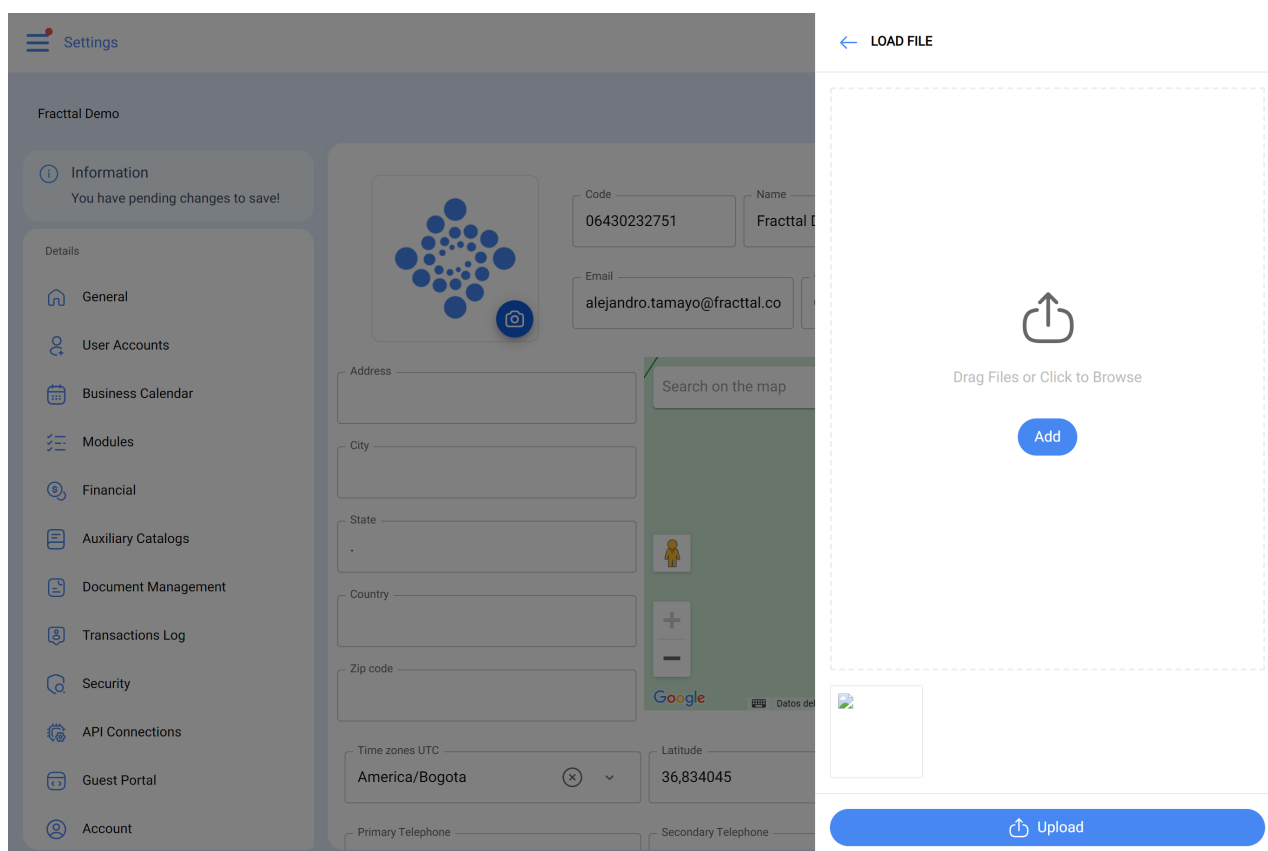 Settings
LOAD FILE
Fracttal Demo
Information
You have pending changes to save!
Details
General
User Accounts
Business Calendar
Modules
Financial
Auxiliary Catalogs
Document Management
Transactions Log
Security
API Connections
Guest Portal
Account
Code
06430232751
Name
Fracttal
Email
alejandro.tamayo@fracttal.co
Address
City
State
.
Country
Zip code
Search on the map
Google
Datos del
Time zones UTC
America/Bogota
Latitude
36,834045
Primary Telephone
Secondary Telephone
Drag Files or Click to Browse
Add
Upload